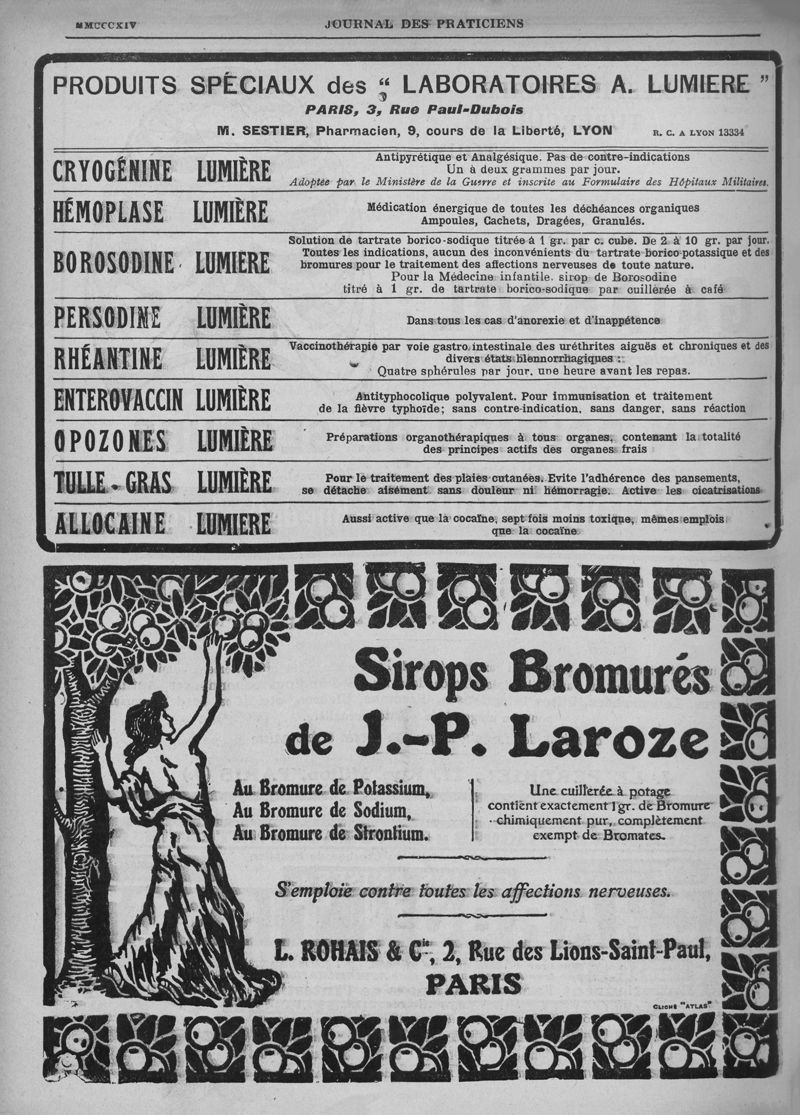 MMCCCXIV
JOURNAL DES PRATICIENS
PRODUITS SPÉCIAUX des “ LABORATOIRES A. LUMIERE ”
PARIS, 3, Rue Paul-Dubois
M. SESTIER, Pharmacien, 9, cours de la Liberté, LYON
R. C. A LYON 13334
CRYOGÉNINE LUMIÈRE
Antipyrétique et Analgésique. Pas de contre-indications
Un à deux grammes par jour.
Adoptée par le Ministère de la Guerre et inscrite au Formulaire des Hôpitaux Militaires.
HÉMOPLASE LUMIÈRE
Médication énergique de toutes les déchéances organiques
Ampoules, Cachets, Dragées, Granulés.
BOROSODINE LUMIÈRE
Solution de tartrate borico-sodique titrée à 1 gr. par c. cube. De 2 à 10 gr. par jour.
Toutes les indications, aucun des inconvénients du tartrate borico-potassique et des
bromures pour le traitement des affections nerveuses de toute nature.
Pour la Médecine infantile. sirop de Borosodine
titré à 1 gr. de tartrate borico-sodique par cuillerée à café
PERSODINE LUMIÈRE
Dans tous les cas d'anorexie et d'inappétence
RHÉANTINE LUMIÈRE
Vaccinothérapie par voie gastro intestinale des uréthrites aiguës et chroniques et des
divers états blennorrhagiques :
Quatre sphérules par jour, une heure avant les repas.
ENTEROVACCIN LUMIÈRE
Antityphocolique polyvalent. Pour immunisation et traitement
de la fièvre typhoïde; sans contre-indication, sans danger, sans réaction
OPOZONES LUMIÈRE
Préparations organothérapiques à tous organes, contenant la totalité
des principes actifs des organes frais
TULLE-GRAS LUMIÈRE
Pour le traitement des plaies cutanées. Evite l'adhérence des pansements,
se détache aisément sans douleur ni hémorragie. Active les cicatrisations
ALLOCAINE LUMIERE
Aussi active que la cocaïne, sept fois moins toxique, mêmes emplois
que la cocaïne
Sirops Bromurés
de J.-P. Laroze
Au Bromure de Potassium,
Au Bromure de Sodium,
Au Bromure de Strontium.
Une cuillerée à potage
contient exactement 1 gr. de Bromure
chimiquement pur, complètement
exempt de Bromates.
S'emploie contre toutes les affections nerveuses.
L. ROHAIS & Cie, 2, Rue des Lions-Saint-Paul,
PARIS
CLICHÉ "ATLAS"